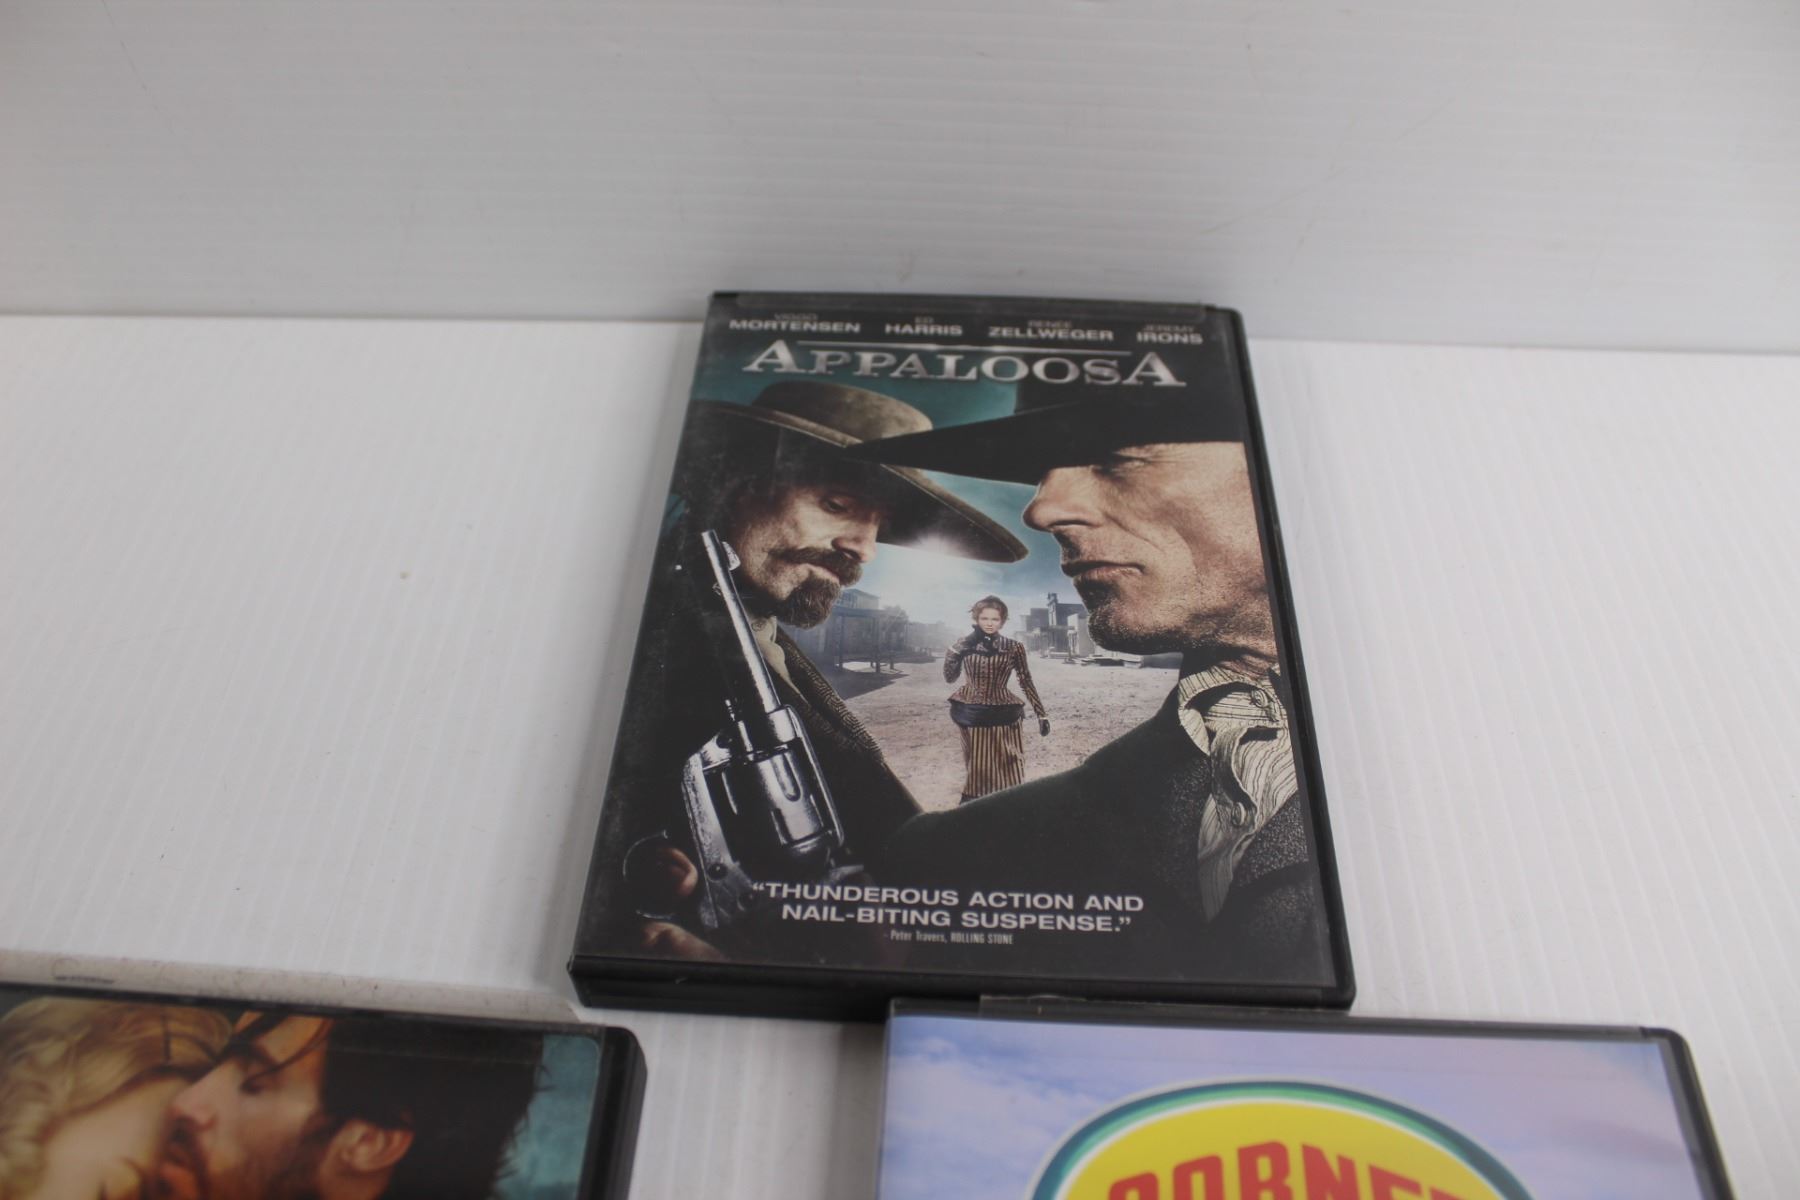 VIGGO MORTENSEN ED HARRIS RENÉE ZELLWEGER JEREMY IRONS
APPALOOSA
"THUNDEROUS ACTION AND
NAIL-BITING SUSPENSE."
- Peter Travers, ROLLING STONE
CORNER